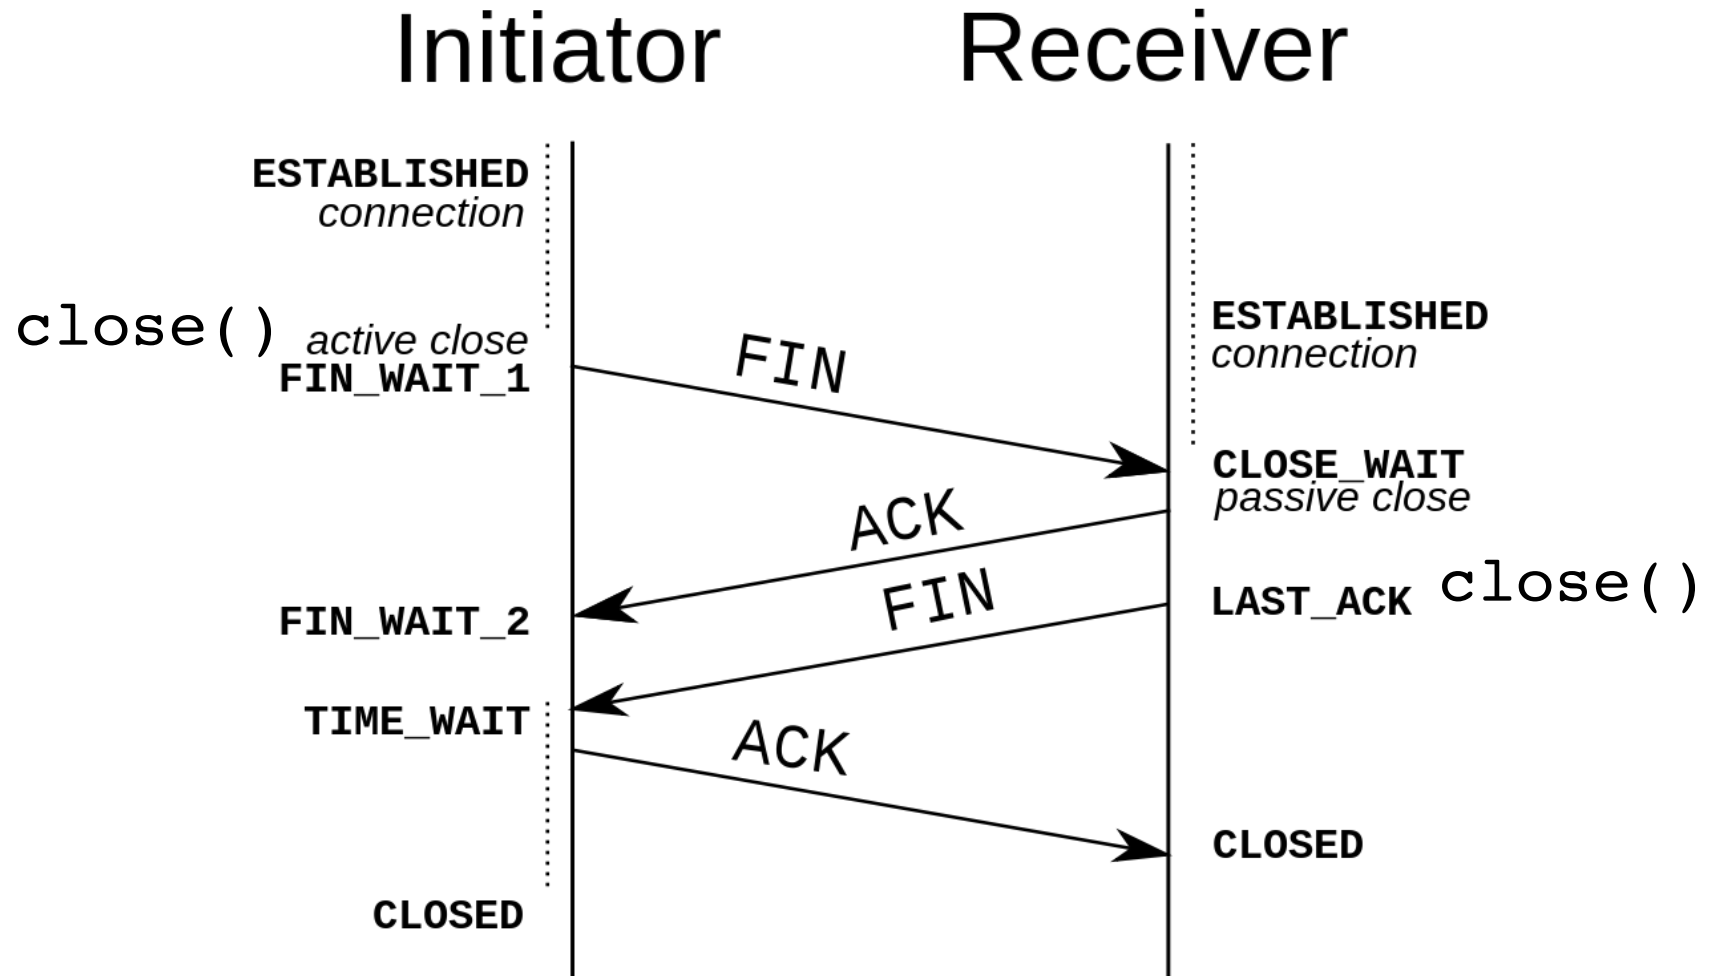 Initiator
Receiver
ESTABLISHED
connection
close()
active close
FIN_WAIT_1
FIN
ESTABLISHED
connection
CLOSE_WAIT
passive close
ACK
FIN
LAST_ACK
close()
FIN_WAIT_2
TIME_WAIT
ACK
CLOSED
CLOSED